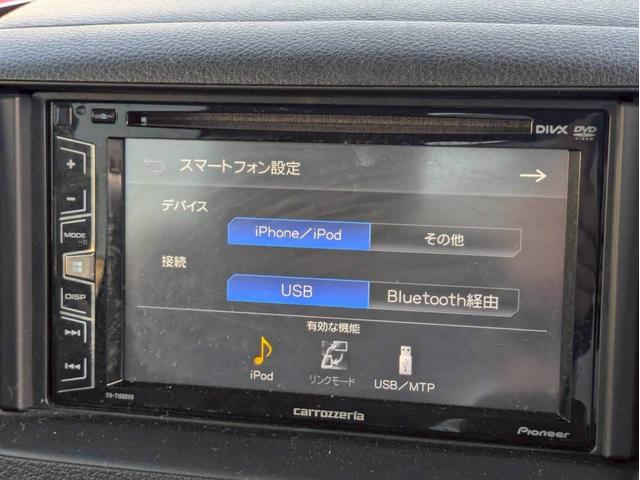 DIVX DVD VIDEO
スマートフォン設定
デバイス
iPhone/iPod その他
接続
USB Bluetooth経由
有効な機能
iPod リンクモード USB/MTP
MODE
DISP
carrozzeria
Pioneer